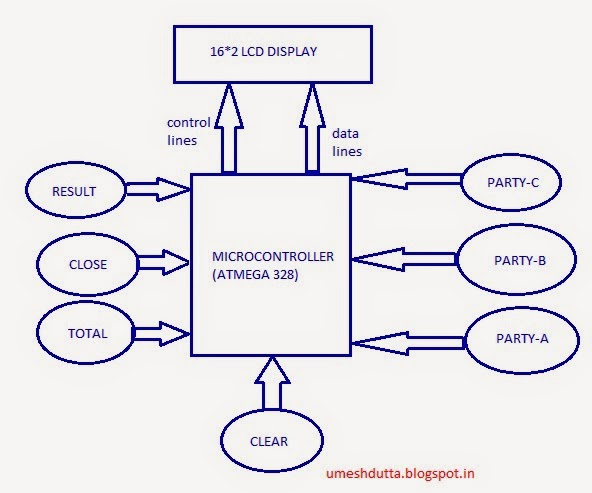 16*2 LCD DISPLAY
control
lines
data
lines
RESULT
PARTY-C
CLOSE
MICROCONTROLLER
(ATMEGA 328)
PARTY-B
TOTAL
PARTY-A
CLEAR
umeshdutta.blogspot.in